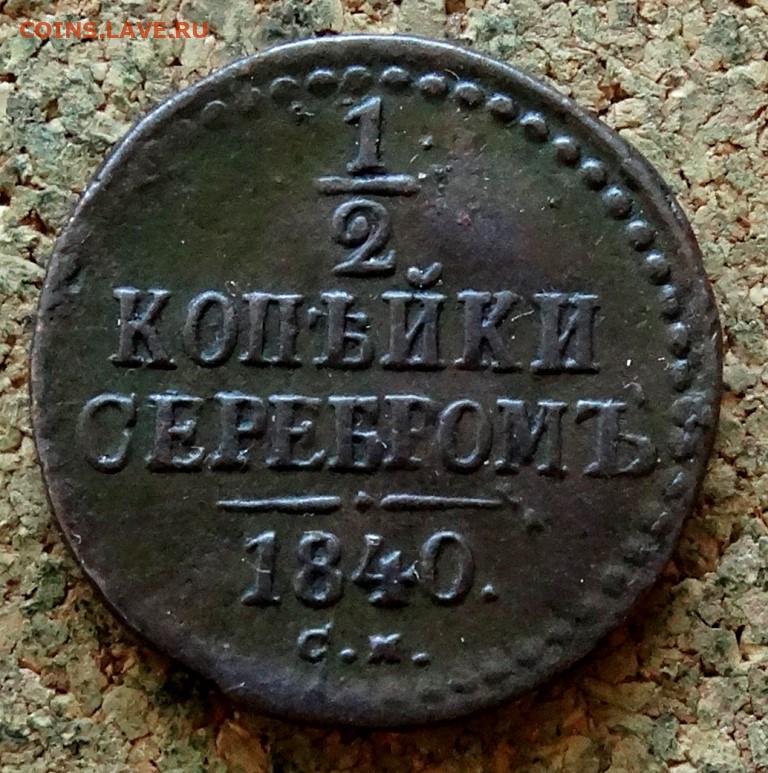 COINS.LAVE.RU
1
2
КОПѢЙКИ
СЕРЕБРОМЪ
1840.
С.М.